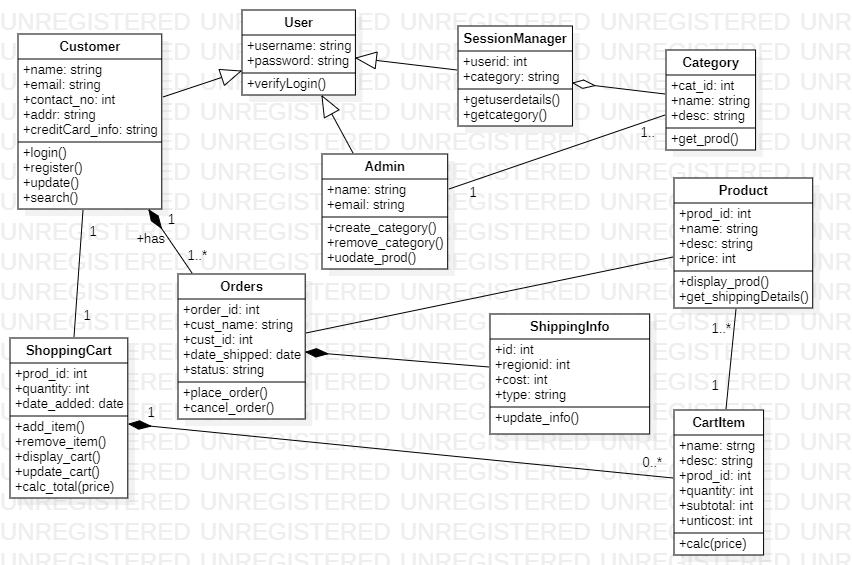 User
+username: string
+password: string
+verifyLogin()
Customer
+name: string
+email: string
+contact_no: int
+addr: string
+creditCard_info: string
+login()
+register()
+update()
+search()
SessionManager
+userid: int
+category: string
+getuserdetails()
+getcategory()
Category
+cat_id: int
+name: string
+desc: string
+get_prod()
Admin
+name: string
+email: string
+create_category()
+remove_category()
+uodate_prod()
1
1..
Product
+prod_id: int
+name: string
+desc: string
+price: int
+display_prod()
+get_shippingDetails()
1
+has
1..*
1
1
Orders
+order_id: int
+cust_name: string
+cust_id: int
+date_shipped: date
+status: string
+place_order()
+cancel_order()
ShippingInfo
+id: int
+regionid: int
+cost: int
+type: string
+update_info()
ShoppingCart
+prod_id: int
+quantity: int
+date_added: date
+add_item()
+remove_item()
+display_cart()
+update_cart()
+calc_total(price)
1
0..*
1..*
1
CartItem
+name: strng
+desc: string
+prod_id: int
+quantity: int
+subtotal: int
+unticost: int
+calc(price)
UNREGISTERED UNREGISTERED UNREGISTERED UNREGISTERED UNR